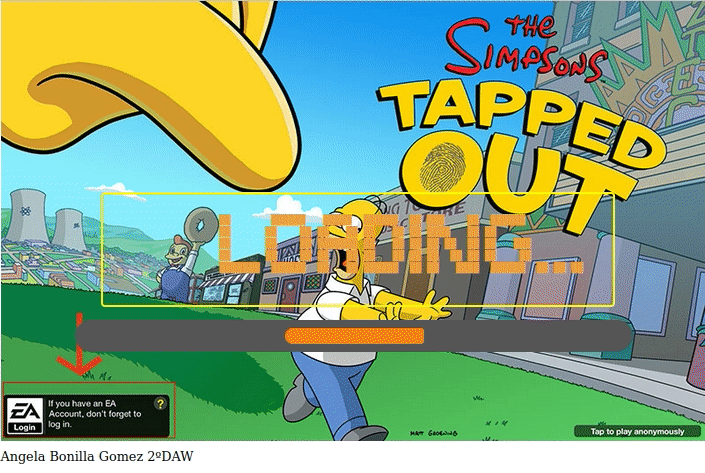 THE
SIMPSONS
TAPPED
OUT
LOADING...
EA
Login
If you have an EA
Account, don't forget to
log in.
?
MATT GROENING
Tap to play anonymously
Angela Bonilla Gomez 2ºDAW